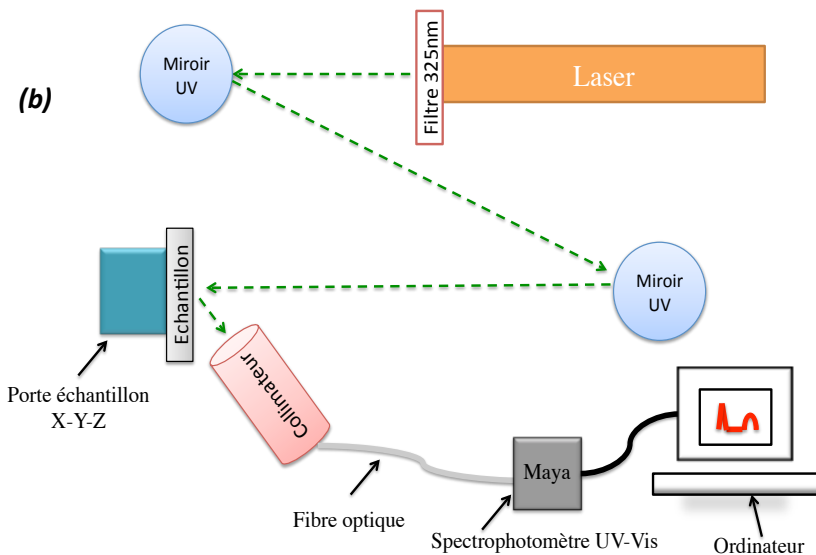 (b)
Miroir
UV
Filtre 325nm
Laser
Echantillon
Miroir
UV
Porte échantillon
X-Y-Z
Collimateur
Fibre optique
Maya
Spectrophotomètre UV-Vis
Ordinateur